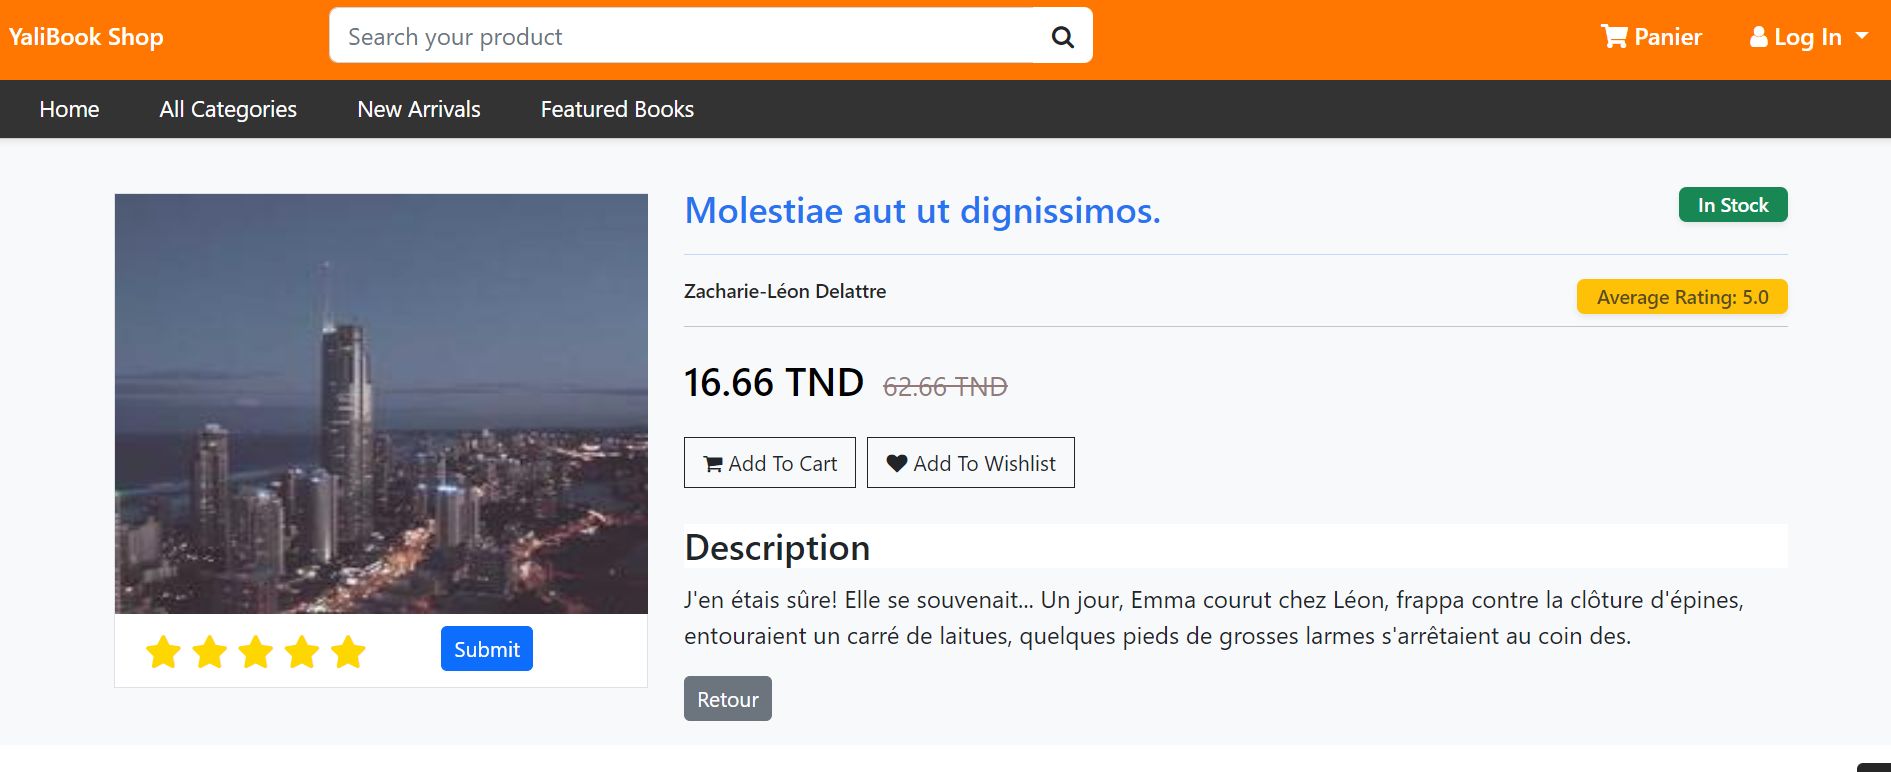 YaliBook Shop
Search your product
Panier
Log In
Home
All Categories
New Arrivals
Featured Books
Molestiae aut ut dignissimos.
In Stock
Zacharie-Léon Delattre
Average Rating: 5.0
16.66 TND 62.66 TND
Add To Cart
Add To Wishlist
Description
J'en étais sûre! Elle se souvenait... Un jour, Emma courut chez Léon, frappa contre la clôture d'épines,
entouraient un carré de laitues, quelques pieds de grosses larmes s'arrêtaient au coin des.
Submit
Retour